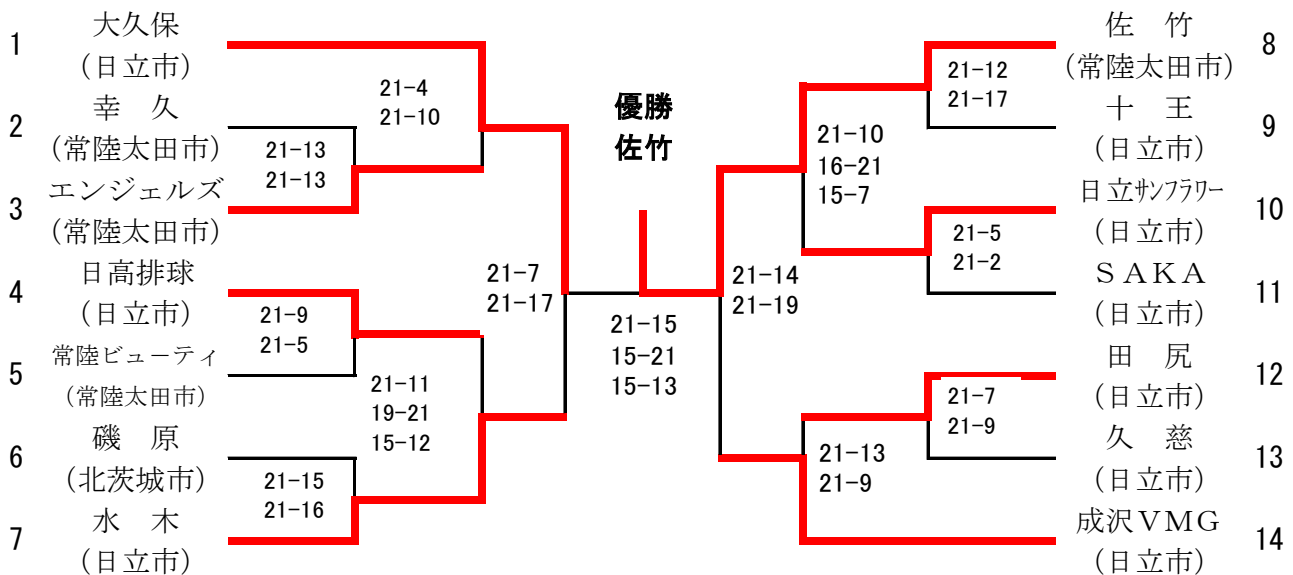 1
大久保
(日立市)
2
幸　久
(常陸太田市)
3
エンジェルズ
(常陸太田市)
4
日高排球
(日立市)
5
常陸ビューティ
(常陸太田市)
6
磯　原
(北茨城市)
7
水　木
(日立市)
21-4
21-10
21-13
21-13
21-9
21-5
21-11
19-21
15-12
21-15
21-16
21-7
21-17
優勝
佐竹
21-15
15-21
15-13
21-14
21-19
21-10
16-21
15-7
21-12
21-17
21-5
21-2
21-7
21-9
21-13
21-9
佐　竹
(常陸太田市)
8
十　王
(日立市)
9
日立サンフラワー
(日立市)
10
ＳＡＫＡ
(日立市)
11
田　尻
(日立市)
12
久　慈
(日立市)
13
成沢ＶＭＧ
(日立市)
14